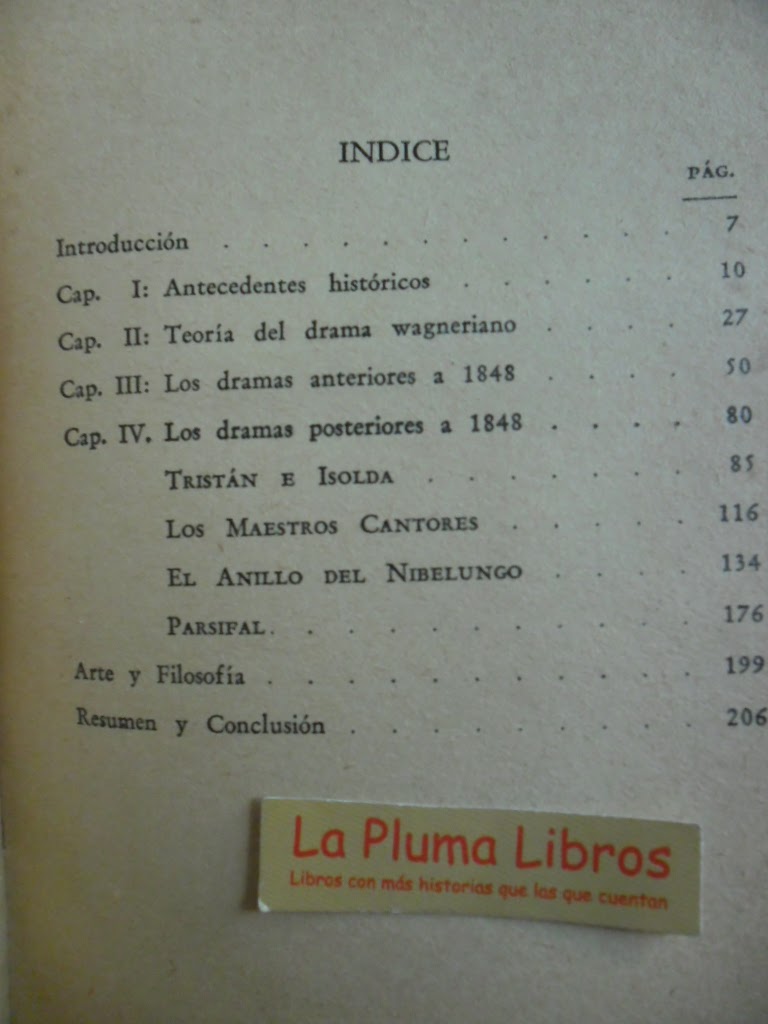 INDICE
PÁG.
Introducción . . . . . . . . . . . . 7
Cap. I: Antecedentes históricos . . . . . 10
Cap. II: Teoría del drama wagneriano . . . . 27
Cap. III: Los dramas anteriores a 1848 . . . . 50
Cap. IV. Los dramas posteriores a 1848 . . . . 80
TRISTÁN E ISOLDA . . . . . . 85
LOS MAESTROS CANTORES . . . . . 116
EL ANILLO DEL NIBELUNGO . . . . 134
PARSIFAL . . . . . . . . . 176
Arte y Filosofía . . . . . . . . . . . 199
Resumen y Conclusión . . . . . . . . . 206
La Pluma Libros
Libros con más historias que las que cuentan